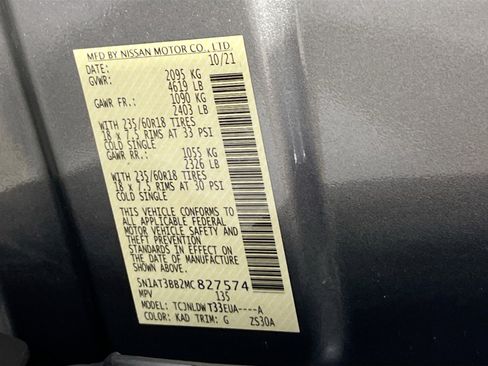 MFD BY NISSAN MOTOR CO., LTD.
DATE: 10/21
GVWR: 2095 KG
4619 LB
GAWR FR.: 1090 KG
2403 LB
WITH 235/60R18 TIRES
18 x 7.5 RIMS AT 33 PSI
COLD SINGLE
GAWR RR.: 1055 KG
2326 LB
WITH 235/60R18 TIRES
18 x 7.5 RIMS AT 30 PSI
COLD SINGLE
THIS VEHICLE CONFORMS TO
ALL APPLICABLE FEDERAL
MOTOR VEHICLE SAFETY AND
THEFT PREVENTION
STANDARDS IN EFFECT ON
THE DATE OF MANUFACTURE
SHOWN ABOVE.
5N1AT3BB2MC827574
MPV 135
MODEL: TCJNLDWT33EUA----A
COLOR: KAD TRIM: G ZS30A